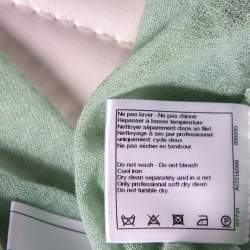 Ne pas laver - Ne pas chlorer
Repasser à basse température
Nettoyer séparement dans un filet
Nettoyage à sec par professionnel
uniquement cycle doux
Ne pas sécher en tambour.
Do not wash - Do not bleach
Cool iron
Dry clean separately and in a net
Only professional soft dry clean
Do not tumble dry.